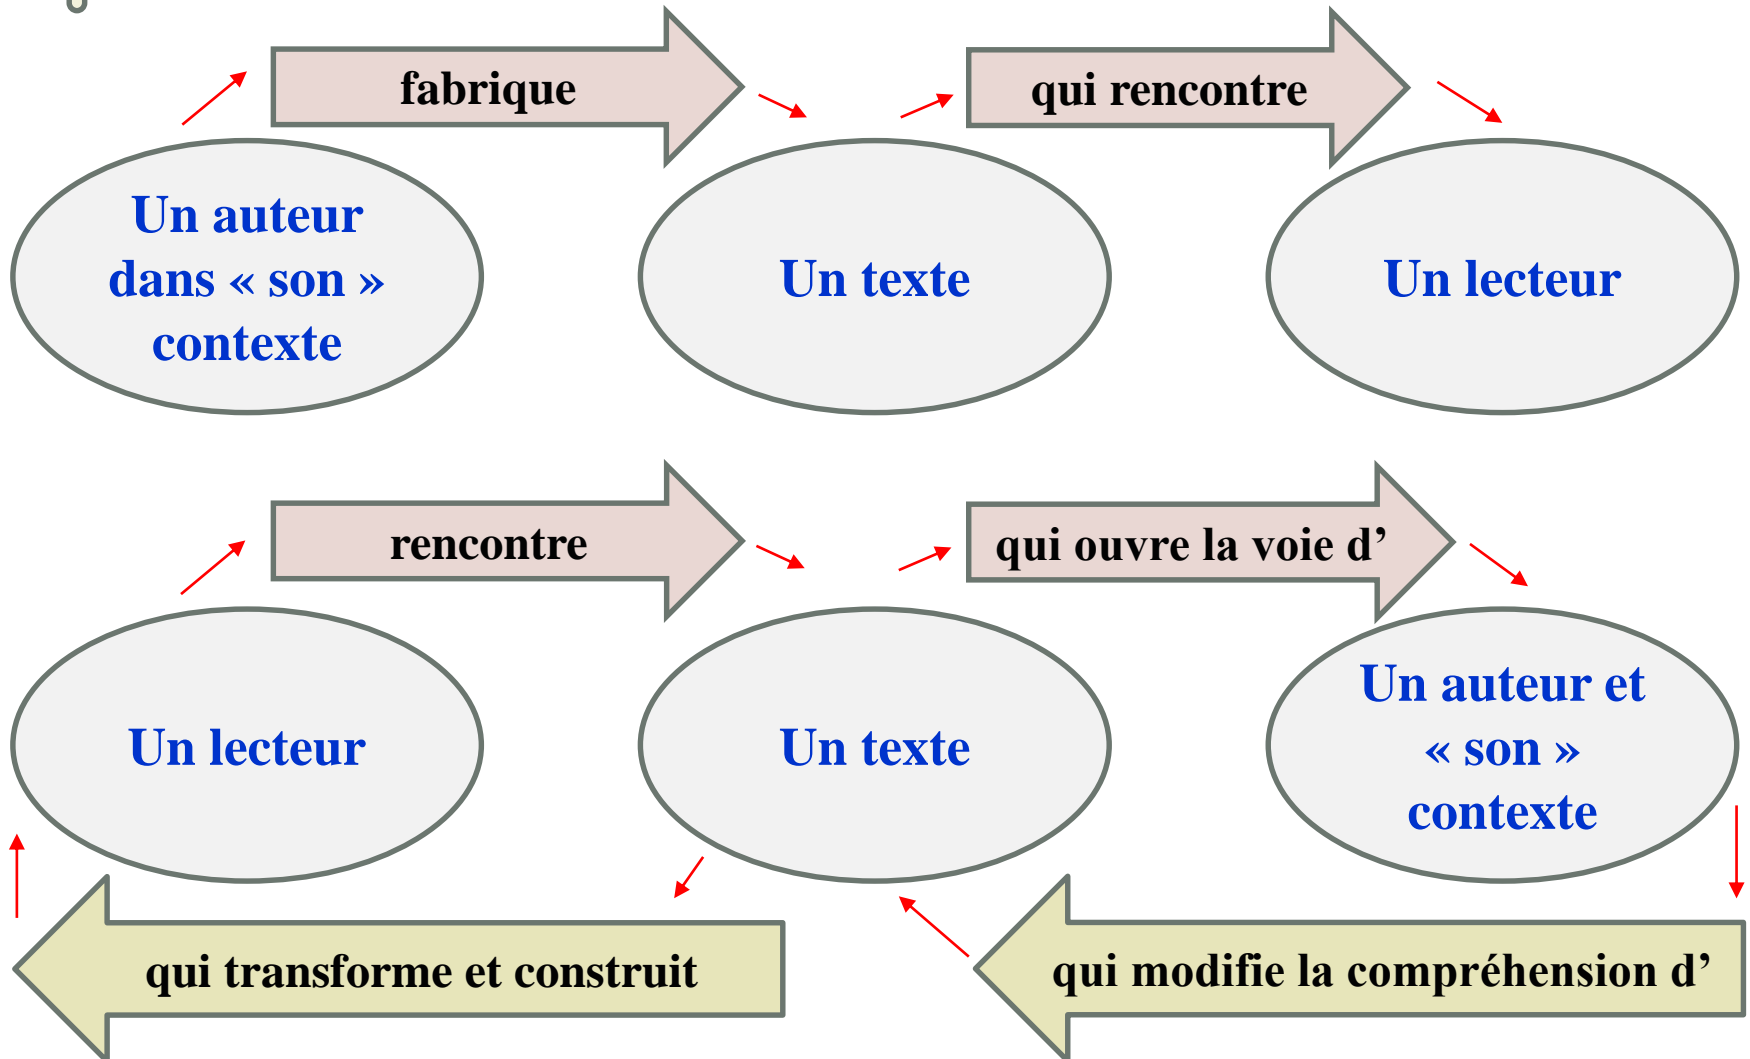 fabrique
qui rencontre
Un auteur
dans « son »
contexte
Un texte
Un lecteur
rencontre
qui ouvre la voie d’
Un lecteur
Un texte
Un auteur et
« son »
contexte
qui transforme et construit
qui modifie la compréhension d’